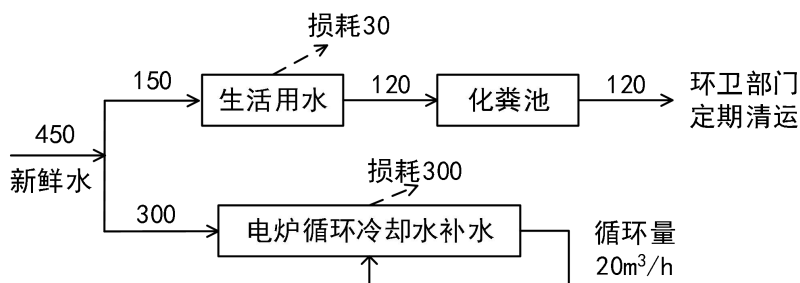 损耗30
150
生活用水
120
化粪池
120
环卫部门
定期清运
450
新鲜水
损耗300
300
电炉循环冷却水补水
循环量
20m³/h